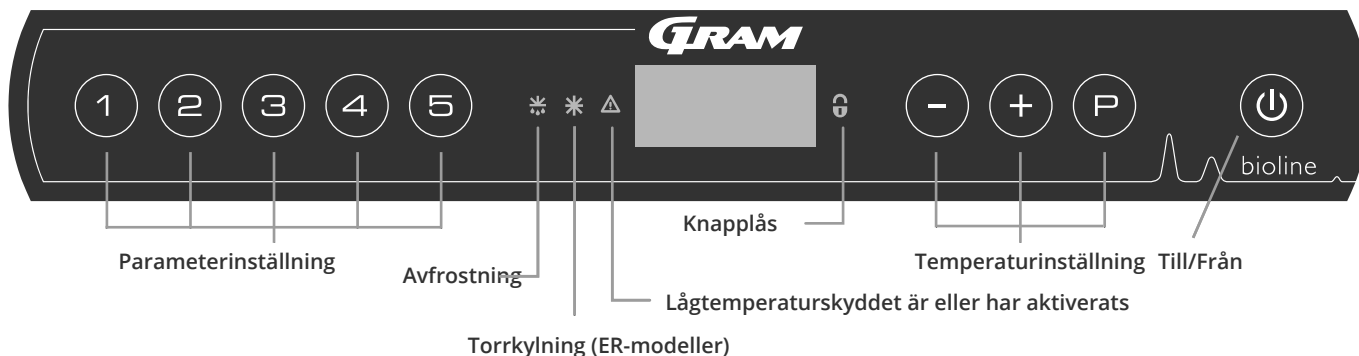 GRAM
1 2 3 4 5 - + P
bioline
Knapplås
Parameterinställning
Temperaturinställning
Till/Från
Avfrostning
Lågtemperaturskyddet är eller har aktiverats
Torrkylning (ER-modeller)